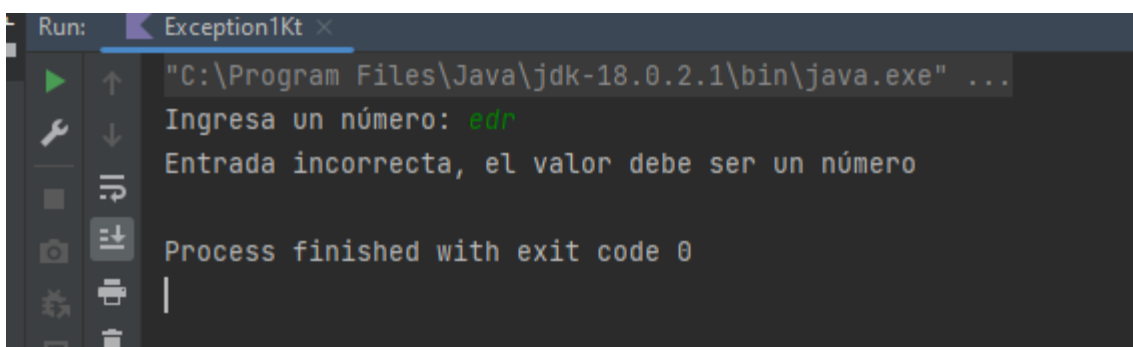 Run: Exception1Kt
"C:\Program Files\Java\jdk-18.0.2.1\bin\java.exe" ...
Ingresa un número: edr
Entrada incorrecta, el valor debe ser un número
Process finished with exit code 0